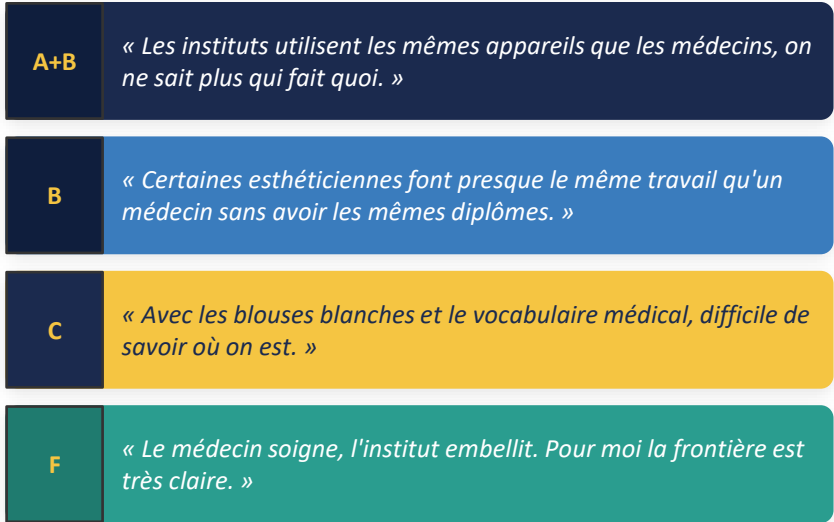 A+B
« Les instituts utilisent les mêmes appareils que les médecins, on
ne sait plus qui fait quoi. »
B
« Certaines esthéticiennes font presque le même travail qu'un
médecin sans avoir les mêmes diplômes. »
C
« Avec les blouses blanches et le vocabulaire médical, difficile de
savoir où on est. »
F
« Le médecin soigne, l'institut embellit. Pour moi la frontière est
très claire. »